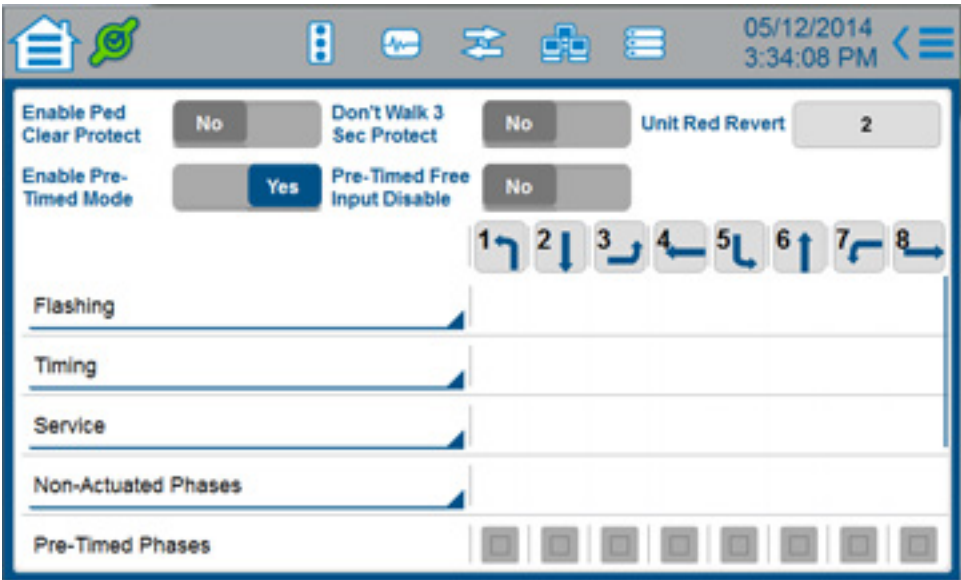 05/12/2014
3:34:08 PM
Enable Ped
Clear Protect
No
Don't Walk 3
Sec Protect
No
Unit Red Revert
2
Enable Pre-
Timed Mode
Yes
Pre-Timed Free
Input Disable
No
1 2 3 4 5 6 7 8
Flashing
Timing
Service
Non-Actuated Phases
Pre-Timed Phases